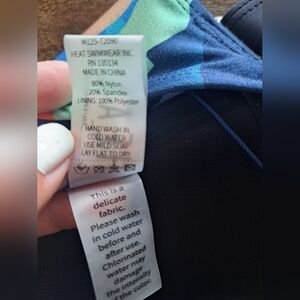 HEAT SWIMWEAR INC
RN 135134
MADE IN CHINA
80% Nylon
20% Spandex
LINING: 100% Polyester
HAND WASH IN
COLD WATER
USE MILD SOAP
LAY FLAT TO DRY
This is a
delicate
fabric.
Please wash
in cold water
before and
after use.
Chlorinated
water may
damage the
intensity
of the color.